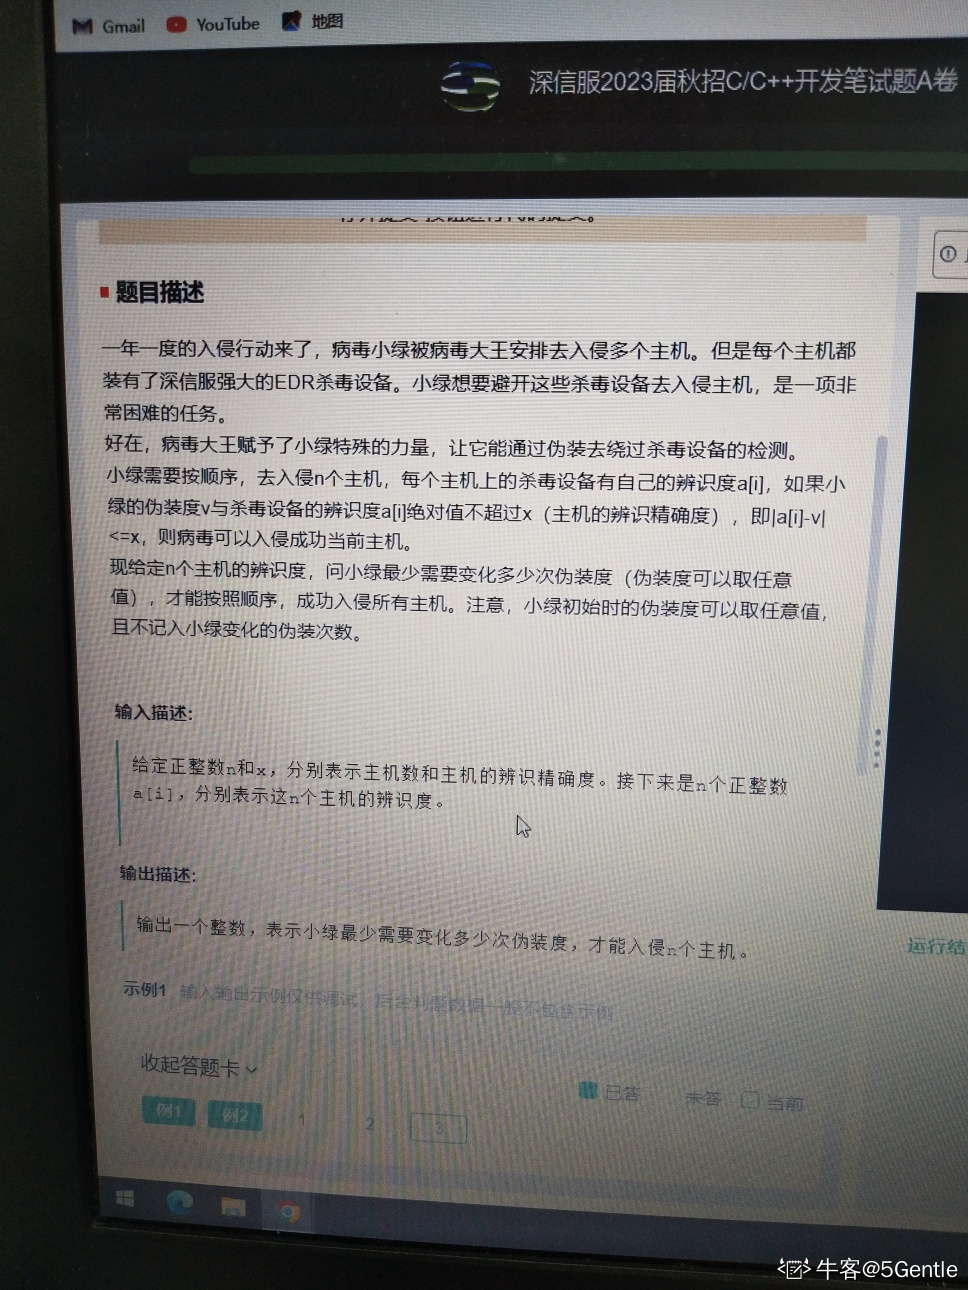 Gmail YouTube 地图
深信服2023届秋招C/C++开发笔试题A卷
题目描述
一年一度的入侵行动来了，病毒小绿被病毒大王安排去入侵多个主机。但是每个主机都
装有了深信服强大的EDR杀毒设备。小绿想要避开这些杀毒设备去入侵主机，是一项非
常困难的任务。
好在，病毒大王赋予了小绿特殊的力量，让它能通过伪装去绕过杀毒设备的检测。
小绿需要按顺序，去入侵n个主机，每个主机上的杀毒设备有自己的辨识度a[i]，如果小
绿的伪装度v与杀毒设备的辨识度a[i]绝对值不超过x（主机的辨识精确度），即|a[i]-v|
<=x，则病毒可以入侵成功当前主机。
现给定n个主机的辨识度，问小绿最少需要变化多少次伪装度（伪装度可以取任意
值），才能按照顺序，成功入侵所有主机。注意，小绿初始时的伪装度可以取任意值，
且不记入小绿变化的伪装次数。
输入描述：
给定正整数n和x，分别表示主机数和主机的辨识精确度。接下来是n个正整数
a[i]，分别表示这n个主机的辨识度。
输出描述：
输出一个整数，表示小绿最少需要变化多少次伪装度，才能入侵n个主机。
运行结
示例1 输入输出示例仅供调试，后台判题数据一般不包含示例
收起答题卡
已答 未答 当前
例1 例2 1 2 3
牛客@5Gentle